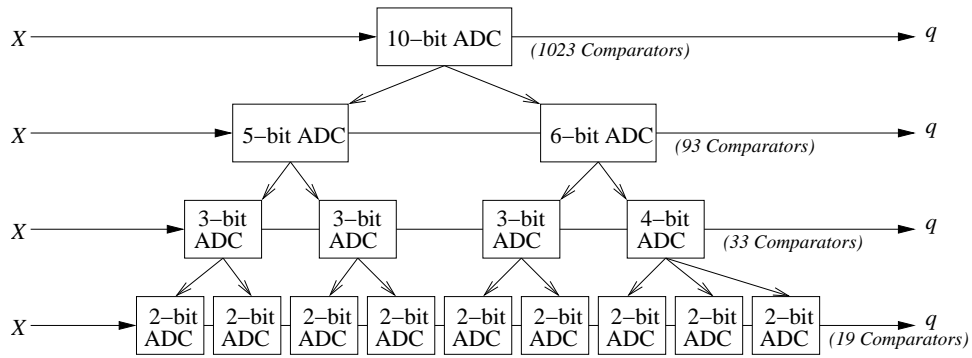 X 10−bit ADC (1023 Comparators) q
X 5−bit ADC 6−bit ADC (93 Comparators) q
X 3−bit ADC 3−bit ADC 3−bit ADC 4−bit ADC (33 Comparators) q
X 2−bit ADC 2−bit ADC 2−bit ADC 2−bit ADC 2−bit ADC 2−bit ADC 2−bit ADC 2−bit ADC 2−bit ADC (19 Comparators) q